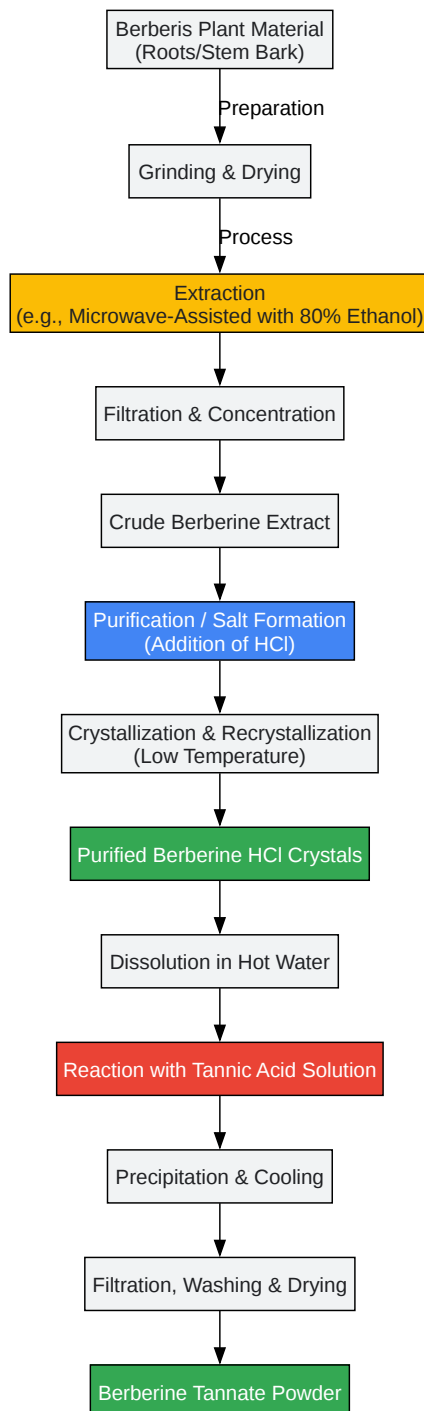 Berberis Plant Material
(Roots/Stem Bark)
Preparation
Grinding & Drying
Process
Extraction
(e.g., Microwave-Assisted with 80% Ethanol)
Filtration & Concentration
Crude Berberine Extract
Purification / Salt Formation
(Addition of HCl)
Crystallization & Recrystallization
(Low Temperature)
Purified Berberine HCl Crystals
Dissolution in Hot Water
Reaction with Tannic Acid Solution
Precipitation & Cooling
Filtration, Washing & Drying
Berberine Tannate Powder